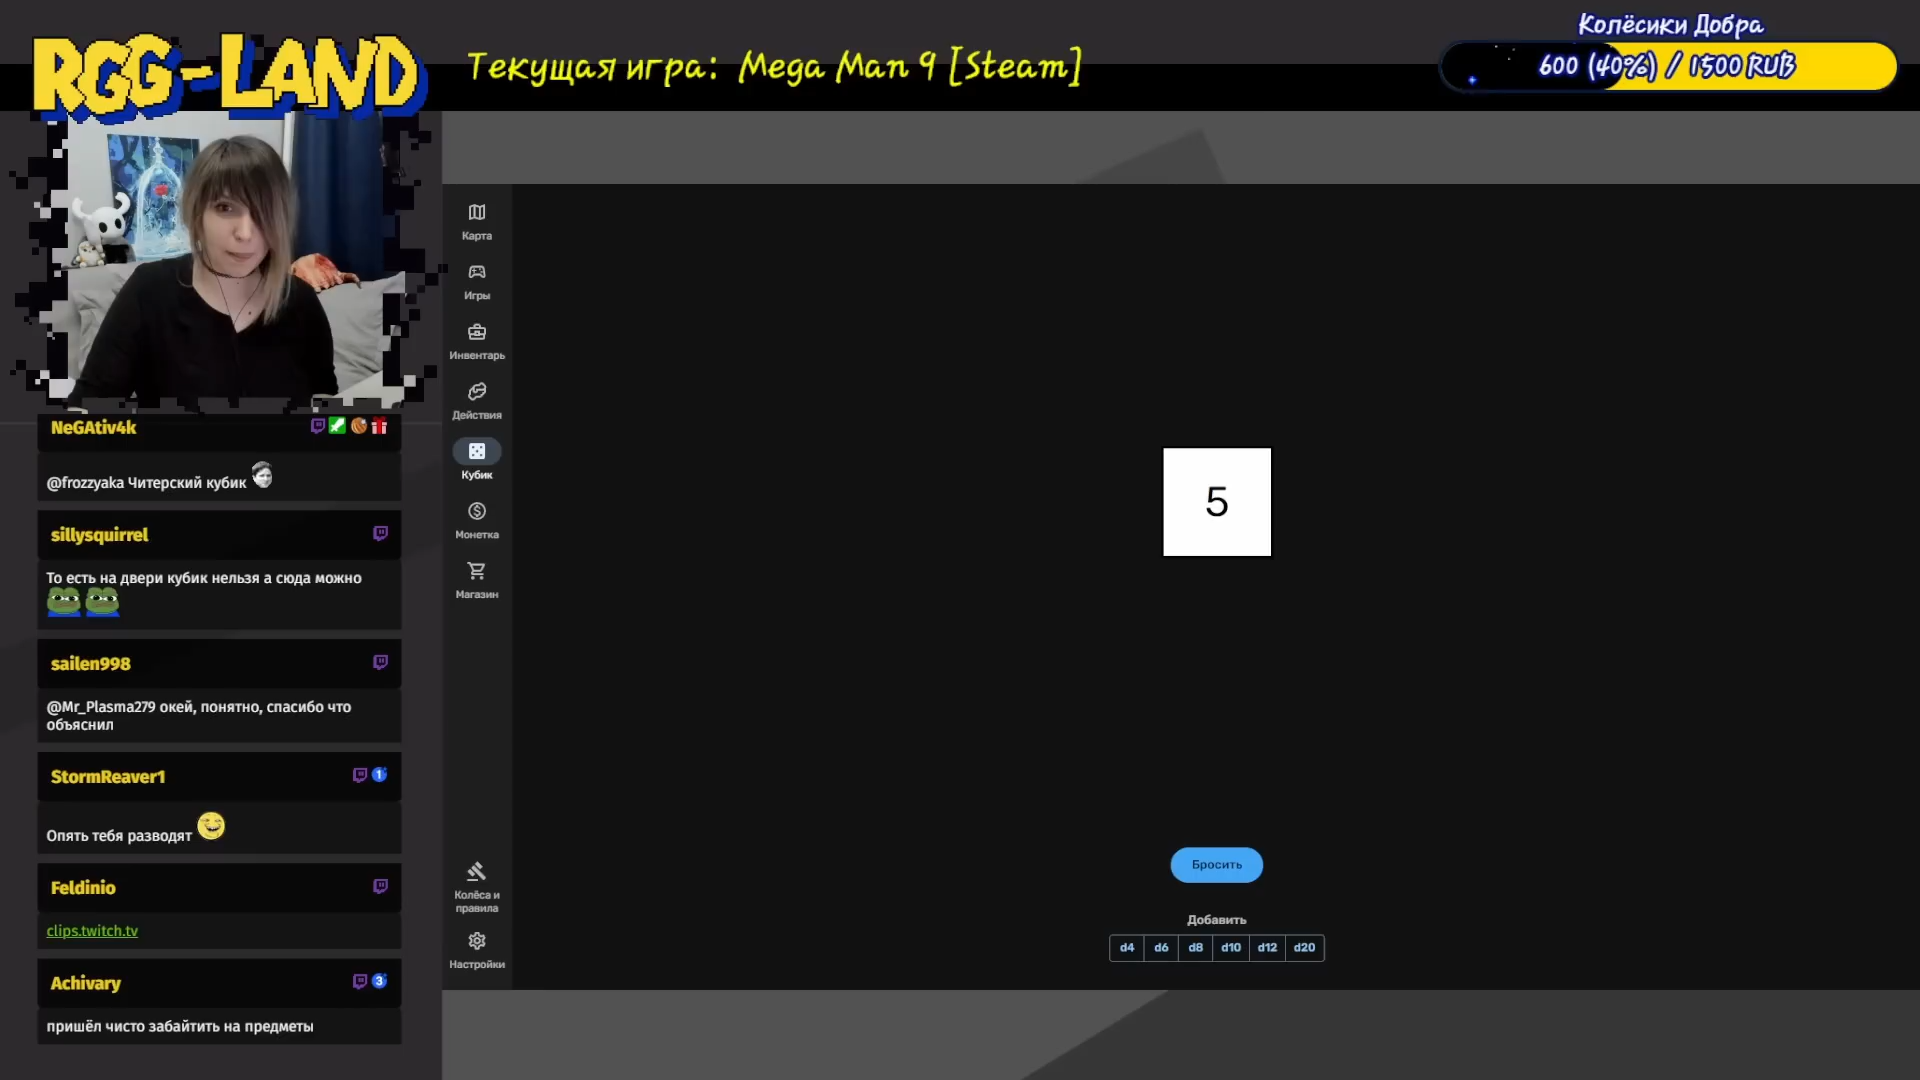 RGG-LAND
Текущая игра: Mega Man 9 [Steam]
Колёсики Добра
600 (40%) / 1500 RUB
NeGAtiv4k
@frozzyaka Читерский кубик
sillysquirrel
То есть на двери кубик нельзя а сюда можно
sailen998
@Mr_Plasma279 окей, понятно, спасибо что
объяснил
StormReaver1
1
Опять тебя разводят
Feldinio
clips.twitch.tv
Achivary
3
пришёл чисто забайтить на предметы
Карта
Игры
Инвентарь
Действия
Кубик
Монетка
Магазин
Колёса и
правила
Настройки
5
Бросить
Добавить
d4 d6 d8 d10 d12 d20